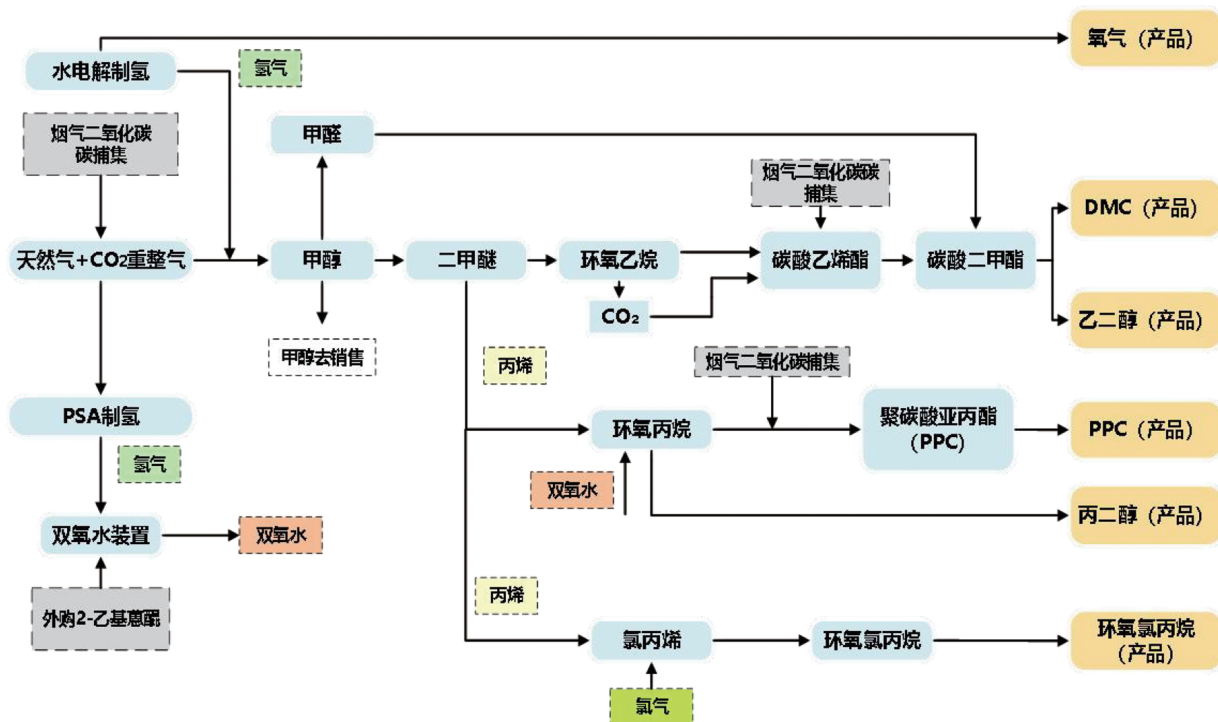 水电解制氢
氢气
氧气（产品）
烟气二氧化碳
碳捕集
甲醛
烟气二氧化碳碳
捕集
DMC（产品）
天然气+CO₂重整气
甲醇
二甲醚
环氧乙烷
碳酸乙烯酯
碳酸二甲酯
CO₂
乙二醇（产品）
甲醇去销售
丙烯
烟气二氧化碳捕集
PSA制氢
环氧丙烷
聚碳酸亚丙酯
（PPC）
PPC（产品）
氢气
双氧水
双氧水装置
双氧水
丙二醇（产品）
丙烯
外购2-乙基蒽醌
氯丙烯
环氧氯丙烷
环氧氯丙烷
（产品）
氯气